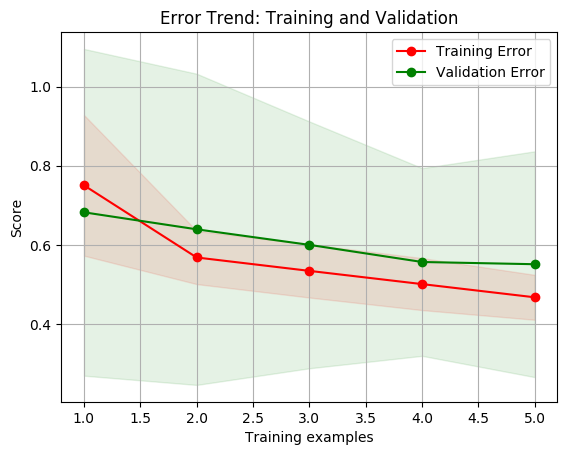 Error Trend: Training and Validation
Training Error
Validation Error
Score
1.0
0.8
0.6
0.4
1.0 1.5 2.0 2.5 3.0 3.5 4.0 4.5 5.0
Training examples